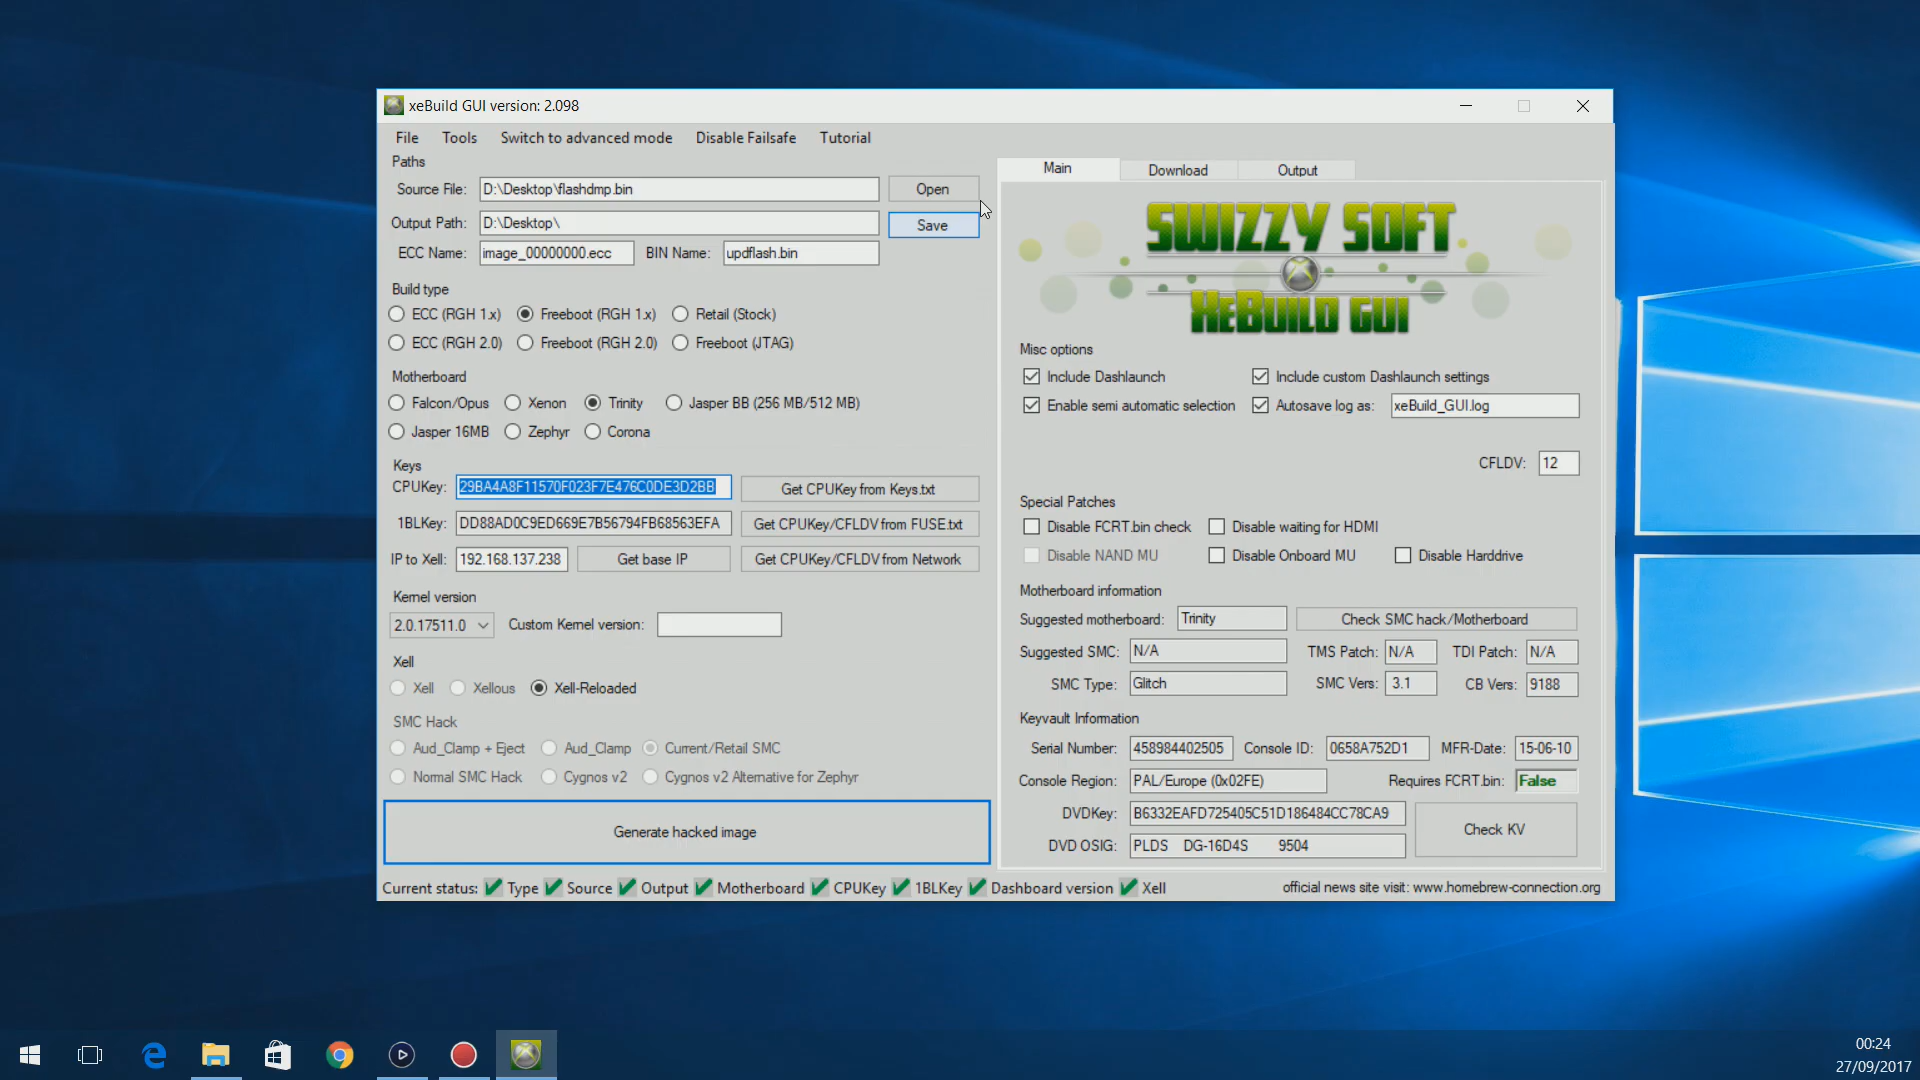 xeBuild GUI version: 2.098
File Tools Switch to advanced mode Disable Failsafe Tutorial
Paths
Source File: D:\Desktop\flashdmp.bin Open
Output Path: D:\Desktop\ Save
ECC Name: image_00000000.ecc BIN Name: updflash.bin
Build type
ECC (RGH 1.x) Freeboot (RGH 1.x) Retail (Stock)
ECC (RGH 2.0) Freeboot (RGH 2.0) Freeboot (JTAG)
Motherboard
Falcon/Opus Xenon Trinity Jasper BB (256 MB/512 MB)
Jasper 16MB Zephyr Corona
Keys
CPUKey: 29BA4A8F11570F023F7E476C0DE3D2BB Get CPUKey from Keys.txt
1BLKey: DD88AD0C9ED669E7B56794FB68563EFA Get CPUKey/CFLDV from FUSE.txt
IP to Xell: 192.168.137.238 Get base IP Get CPUKey/CFLDV from Network
Kernel version
2.0.17511.0 Custom Kernel version:
Xell
Xell Xellous Xell-Reloaded
SMC Hack
Aud_Clamp + Eject Aud_Clamp Current/Retail SMC
Normal SMC Hack Cygnos v2 Cygnos v2 Alternative for Zephyr
Generate hacked image
Main Download Output
SWIZZY SOFT
XEBUILD GUI
Misc options
Include Dashlaunch Include custom Dashlaunch settings
Enable semi automatic selection Autosave log as: xeBuild_GUI.log
CFLDV: 12
Special Patches
Disable FCRT.bin check Disable waiting for HDMI
Disable NAND MU Disable Onboard MU Disable Harddrive
Motherboard information
Suggested motherboard: Trinity Check SMC hack/Motherboard
Suggested SMC: N/A TMS Patch: N/A TDI Patch: N/A
SMC Type: Glitch SMC Vers: 3.1 CB Vers: 9188
Keyvault Information
Serial Number: 458984402505 Console ID: 0658A752D1 MFR-Date: 15-06-10
Console Region: PAL/Europe (0x02FE) Requires FCRT.bin: False
DVDKey: B6332EAFD725405C51D186484CC78CA9 Check KV
DVD OSIG: PLDS DG-16D4S 9504
Current status: Type Source Output Motherboard CPUKey 1BLKey Dashboard version Xell official news site visit: www.homebrew-connection.org
00:24
27/09/2017